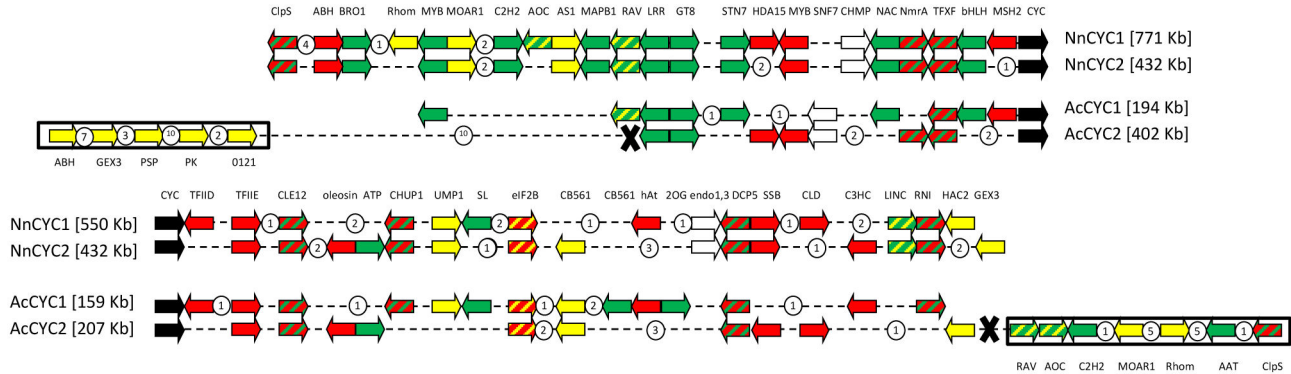 ClpS ABH BRO1 Rhom MYB MOAR1 C2H2 AOC AS1 MAPB1 RAV LRR GT8 STN7 HDA15 MYB SNF7 CHMP NAC NmrA TFXF bHLH MSH2 CYC
4 1 2 NnCYC1 [771 Kb]
2 2 1 NnCYC2 [432 Kb]
1 1 AcCYC1 [194 Kb]
7 3 10 2 10 2 2 AcCYC2 [402 Kb]
ABH GEX3 PSP PK 0121
CYC TFIID TFIIE CLE12 oleosin ATP CHUP1 UMP1 SL eIF2B CB561 CB561 hAt 2OG endo1,3 DCP5 SSB CLD C3HC LINC RNI HAC2 GEX3
NnCYC1 [550 Kb] 1 2 2 1 1 1 2
NnCYC2 [432 Kb] 2 1 3 1 2
AcCYC1 [159 Kb] 1 1 1 2 1
AcCYC2 [207 Kb] 2 3 1 1 5 5 1
RAV AOC C2H2 MOAR1 Rhom AAT ClpS